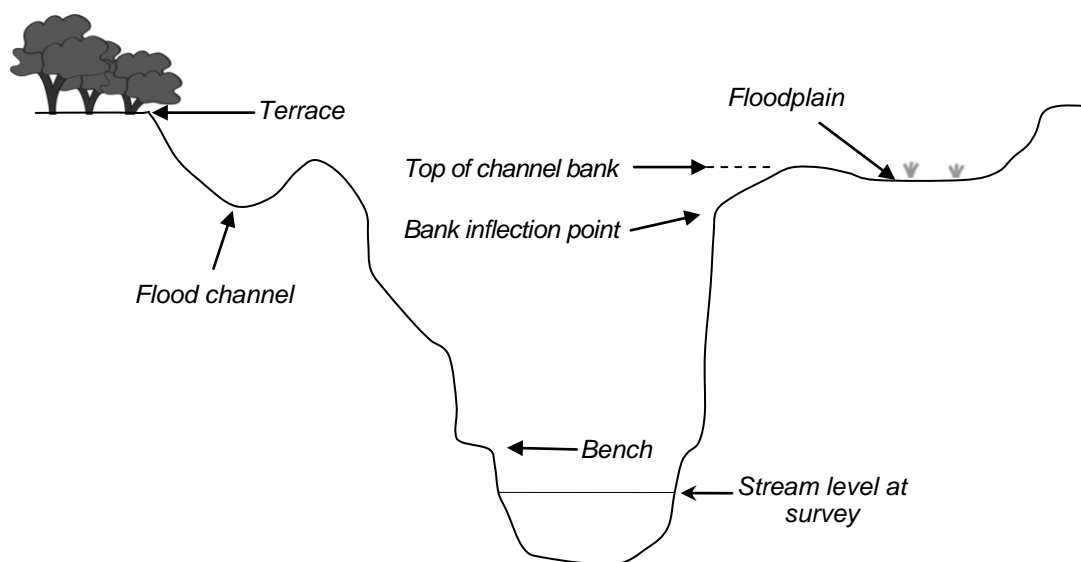 Terrace
Floodplain
Top of channel bank
Bank inflection point
Flood channel
Bench
Stream level at
survey